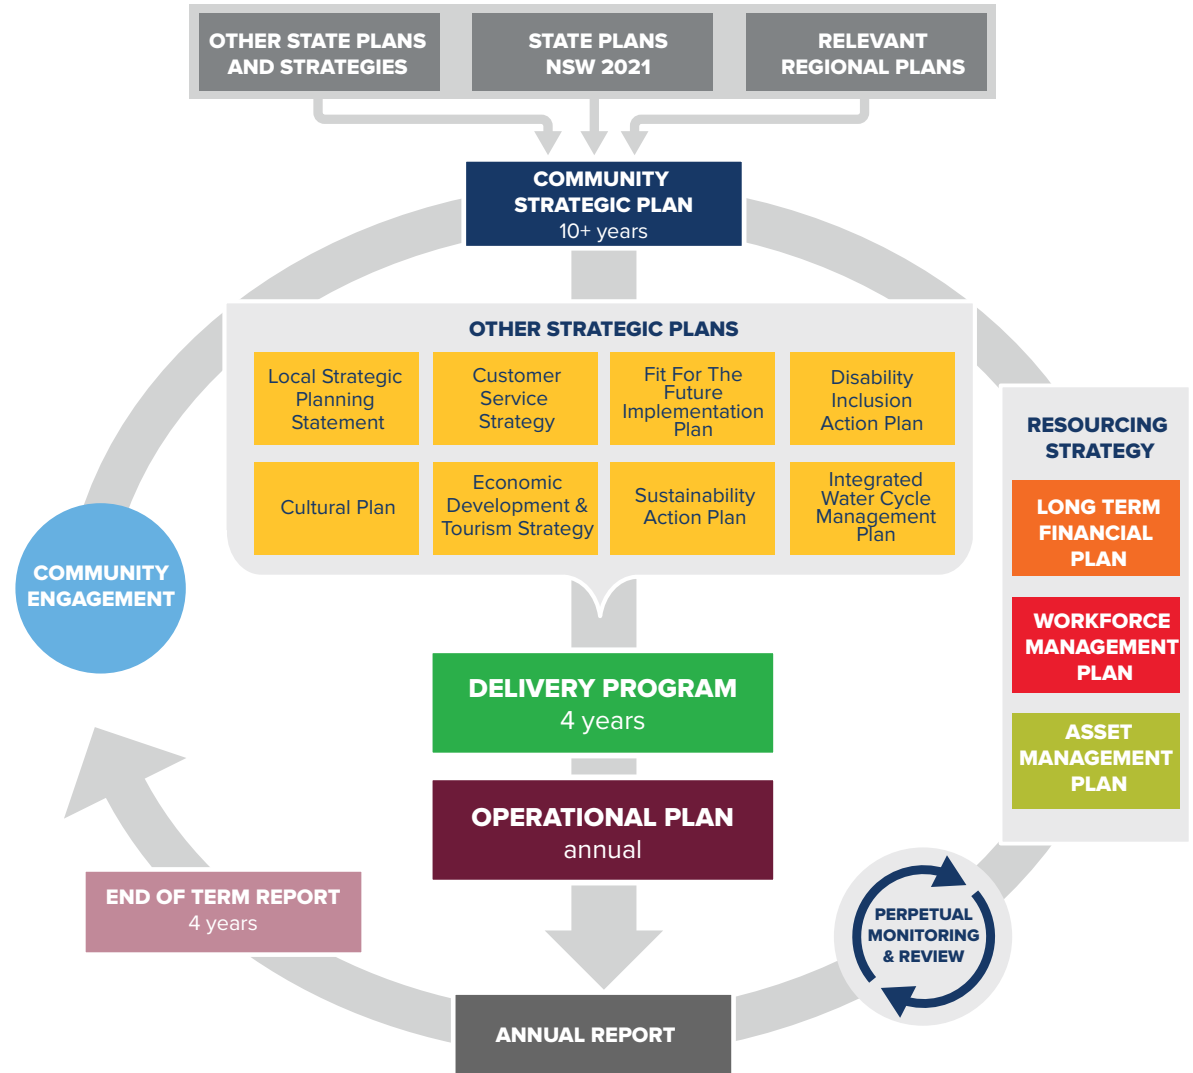 OTHER STATE PLANS
AND STRATEGIES
STATE PLANS
NSW 2021
RELEVANT
REGIONAL PLANS
COMMUNITY
STRATEGIC PLAN
10+ years
OTHER STRATEGIC PLANS
Local Strategic
Planning
Statement
Customer
Service
Strategy
Fit For The
Future
Implementation
Plan
Disability
Inclusion
Action Plan
Cultural Plan
Economic
Development &
Tourism Strategy
Sustainability
Action Plan
Integrated
Water Cycle
Management
Plan
RESOURCING
STRATEGY
LONG TERM
FINANCIAL
PLAN
WORKFORCE
MANAGEMENT
PLAN
ASSET
MANAGEMENT
PLAN
COMMUNITY
ENGAGEMENT
DELIVERY PROGRAM
4 years
OPERATIONAL PLAN
annual
END OF TERM REPORT
4 years
PERPETUAL
MONITORING
& REVIEW
ANNUAL REPORT